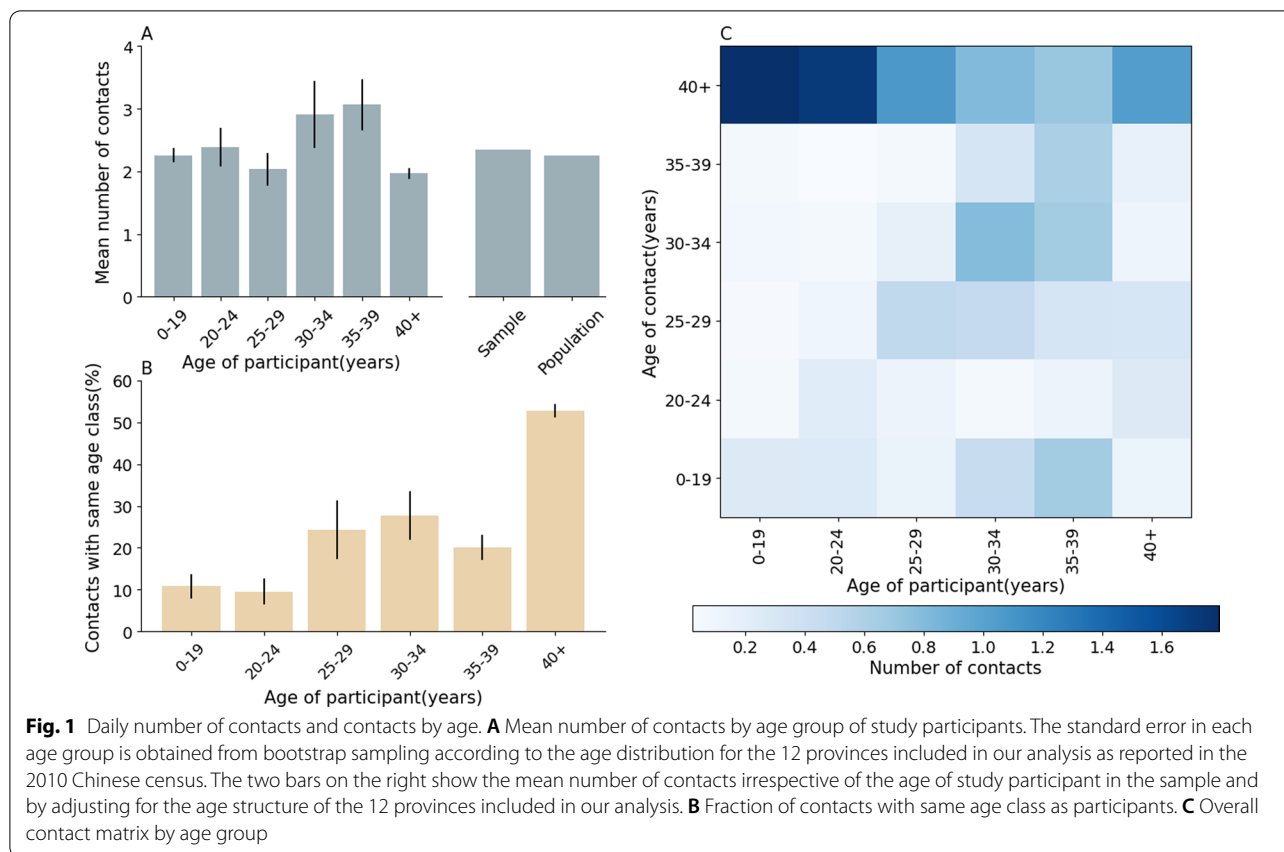 A
4
3
2
1
0
Mean number of contacts
0-19
20-24
25-29
30-34
35-39
40+
Age of participant(years)
Sample
Population
B
60
50
40
30
20
10
0
Contacts with same age class(%)
0-19
20-24
25-29
30-34
35-39
40+
Age of participant(years)
C
40+
35-39
30-34
25-29
20-24
0-19
Age of contact(years)
0-19
20-24
25-29
30-34
35-39
40+
Age of participant(years)
0.2 0.4 0.6 0.8 1.0 1.2 1.4 1.6
Number of contacts
Fig. 1 Daily number of contacts and contacts by age. A Mean number of contacts by age group of study participants. The standard error in each
age group is obtained from bootstrap sampling according to the age distribution for the 12 provinces included in our analysis as reported in the
2010 Chinese census. The two bars on the right show the mean number of contacts irrespective of the age of study participant in the sample and
by adjusting for the age structure of the 12 provinces included in our analysis. B Fraction of contacts with same age class as participants. C Overall
contact matrix by age group